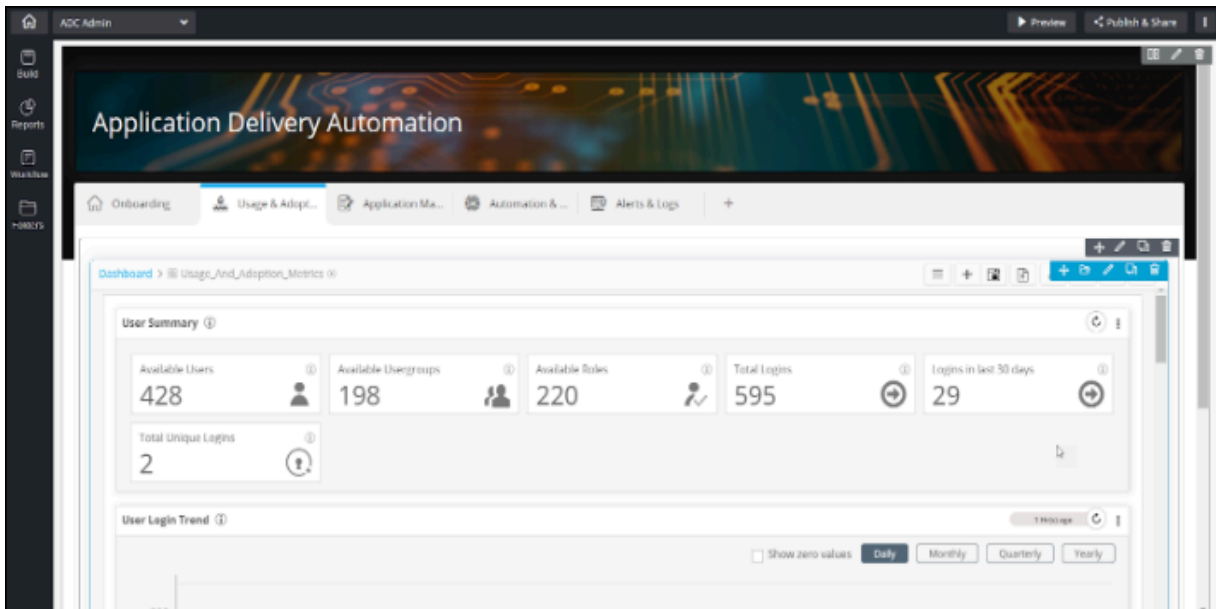 ADC Admin
Preview
Publish & Share
Build
Reports
Workflow
Folders
Application Delivery Automation
Onboarding
Usage & Adopt...
Application Ma...
Automation & ...
Alerts & Logs
Dashboard > Usage_And_Adoption_Metrics
User Summary
Available Users
428
Available Usergroups
198
Available Roles
220
Total Logins
595
Logins in last 30 days
29
Total Unique Logins
2
User Login Trend
Show zero values
Daily
Monthly
Quarterly
Yearly